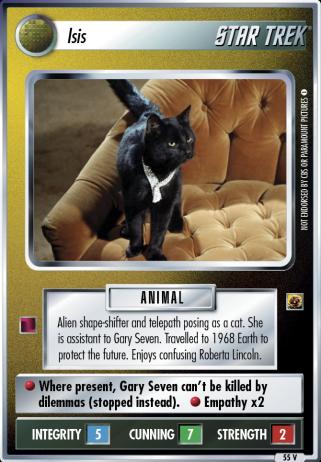 Isis
STAR TREK
NOT ENDORSED BY CBS OR PARAMOUNT PICTURES
ANIMAL
Alien shape-shifter and telepath posing as a cat. She
is assistant to Gary Seven. Travelled to 1968 Earth to
protect the future. Enjoys confusing Roberta Lincoln.
Where present, Gary Seven can't be killed by
dilemmas (stopped instead). ● Empathy x2
INTEGRITY 5 CUNNING 7 STRENGTH 2
55 V